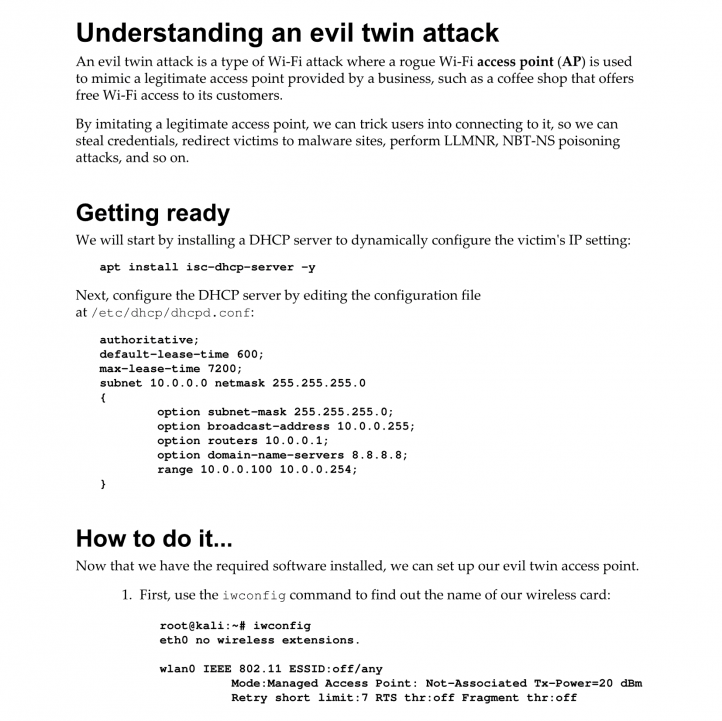 Understanding an evil twin attack
An evil twin attack is a type of Wi-Fi attack where a rogue Wi-Fi access point (AP) is used
to mimic a legitimate access point provided by a business, such as a coffee shop that offers
free Wi-Fi access to its customers.
By imitating a legitimate access point, we can trick users into connecting to it, so we can
steal credentials, redirect victims to malware sites, perform LLMNR, NBT-NS poisoning
attacks, and so on.
Getting ready
We will start by installing a DHCP server to dynamically configure the victim's IP setting:
apt install isc-dhcp-server -y
Next, configure the DHCP server by editing the configuration file
at /etc/dhcp/dhcpd.conf:
authoritative;
default-lease-time 600;
max-lease-time 7200;
subnet 10.0.0.0 netmask 255.255.255.0
{
option subnet-mask 255.255.255.0;
option broadcast-address 10.0.0.255;
option routers 10.0.0.1;
option domain-name-servers 8.8.8.8;
range 10.0.0.100 10.0.0.254;
}
How to do it...
Now that we have the required software installed, we can set up our evil twin access point.
1. First, use the iwconfig command to find out the name of our wireless card:
root@kali:~# iwconfig
eth0 no wireless extensions.
wlan0 IEEE 802.11 ESSID:off/any
Mode:Managed Access Point: Not-Associated Tx-Power=20 dBm
Retry short limit:7 RTS thr:off Fragment thr:off